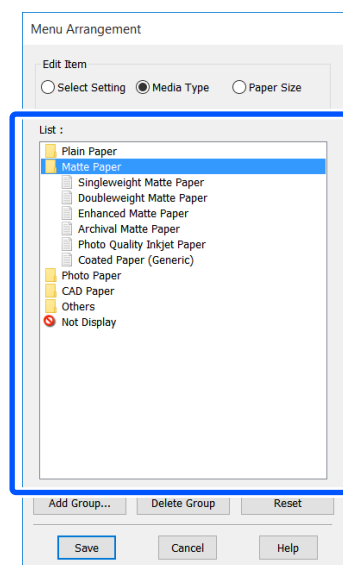 Menu Arrangement
Edit Item
Select Setting Media Type Paper Size
List :
Plain Paper
Matte Paper
Singleweight Matte Paper
Doubleweight Matte Paper
Enhanced Matte Paper
Archival Matte Paper
Photo Quality Inkjet Paper
Coated Paper (Generic)
Photo Paper
CAD Paper
Others
Not Display
Add Group... Delete Group Reset
Save Cancel Help